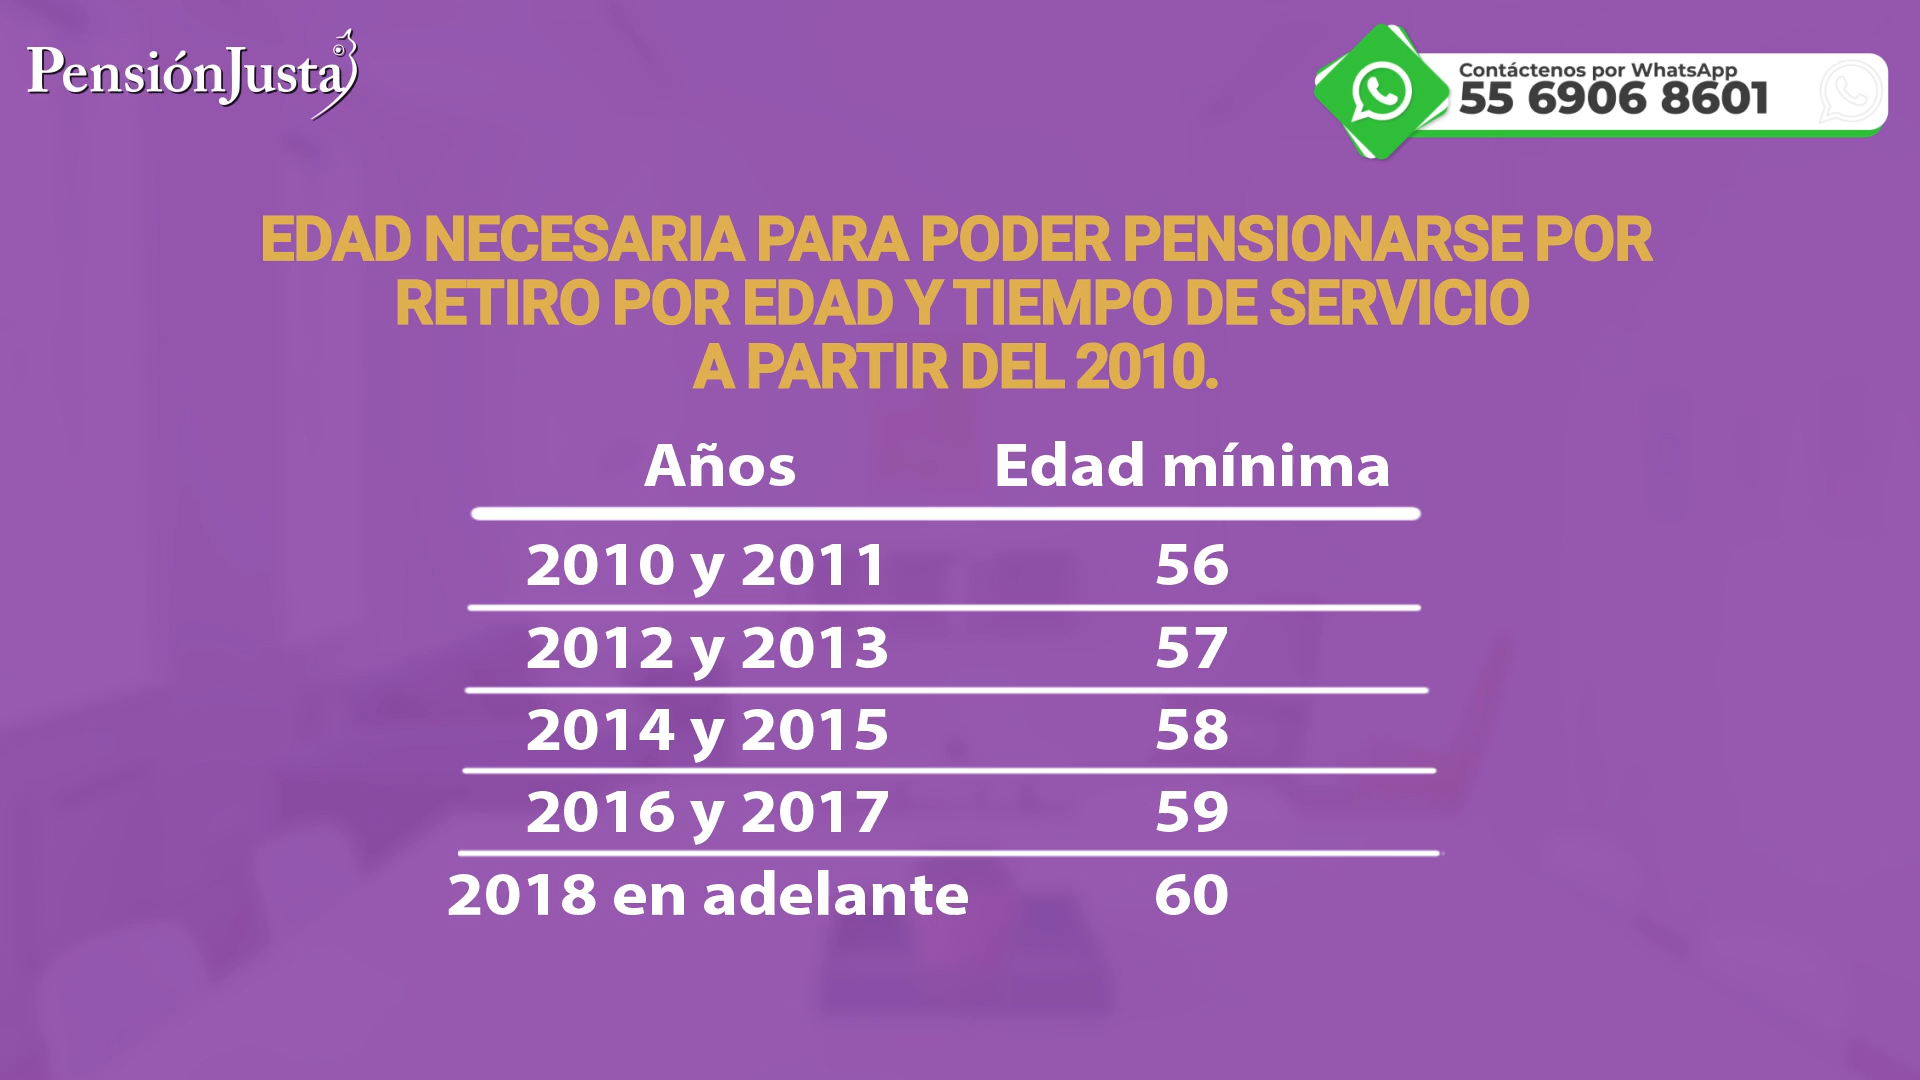 PensiónJusta
Contáctenos por WhatsApp
55 6906 8601
EDAD NECESARIA PARA PODER PENSIONARSE POR
RETIRO POR EDAD Y TIEMPO DE SERVICIO
A PARTIR DEL 2010.
Años Edad mínima
2010 y 2011 56
2012 y 2013 57
2014 y 2015 58
2016 y 2017 59
2018 en adelante 60